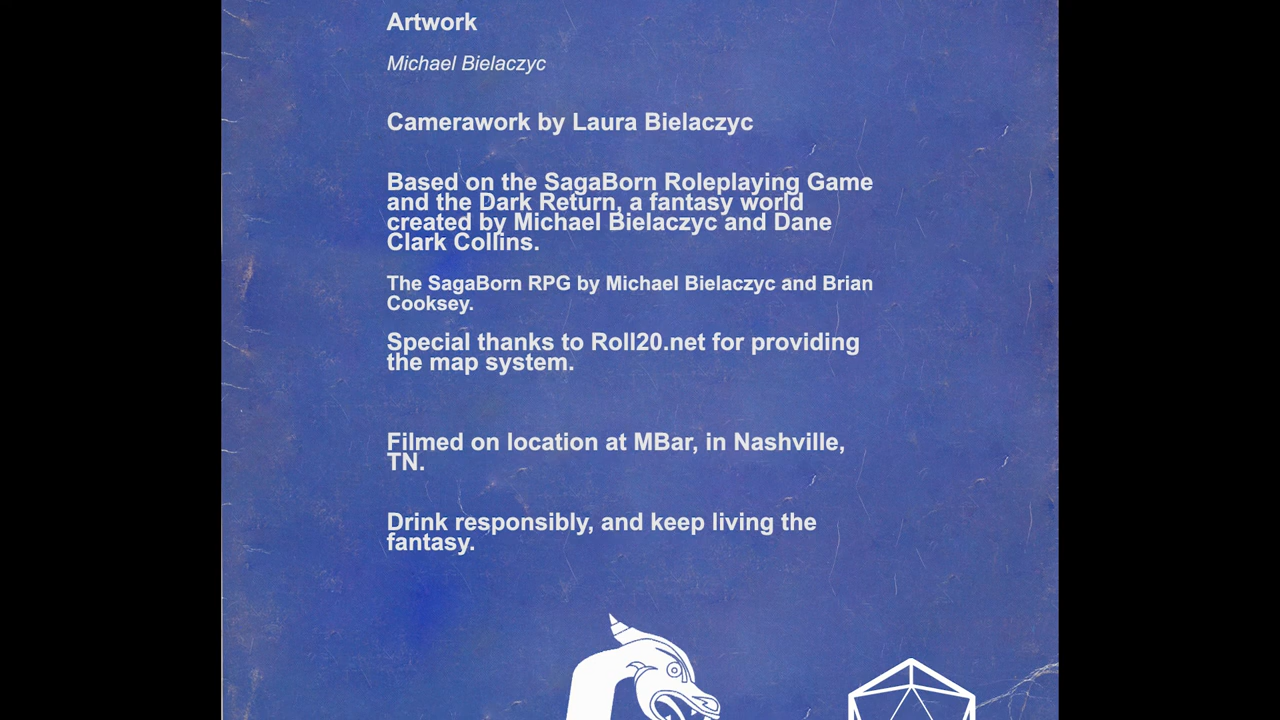 Artwork
Michael Bielaczyc
Camerawork by Laura Bielaczyc
Based on the SagaBorn Roleplaying Game
and the Dark Return, a fantasy world
created by Michael Bielaczyc and Dane
Clark Collins.
The SagaBorn RPG by Michael Bielaczyc and Brian
Cooksey.
Special thanks to Roll20.net for providing
the map system.
Filmed on location at MBar, in Nashville,
TN.
Drink responsibly, and keep living the
fantasy.